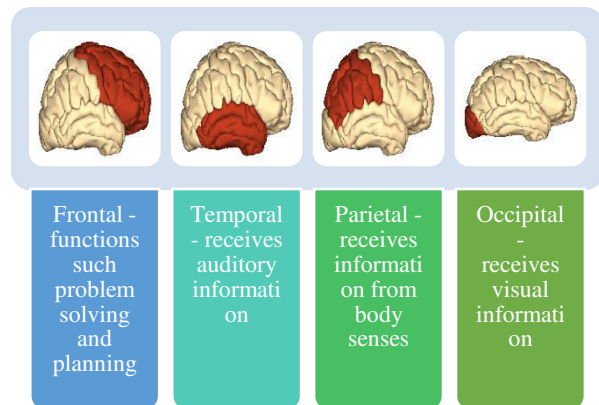 Frontal -
functions
such
problem
solving
and
planning
Temporal
- receives
auditory
informati
on
Parietal -
receives
informati
on from
body
senses
Occipital
-
receives
visual
informati
on